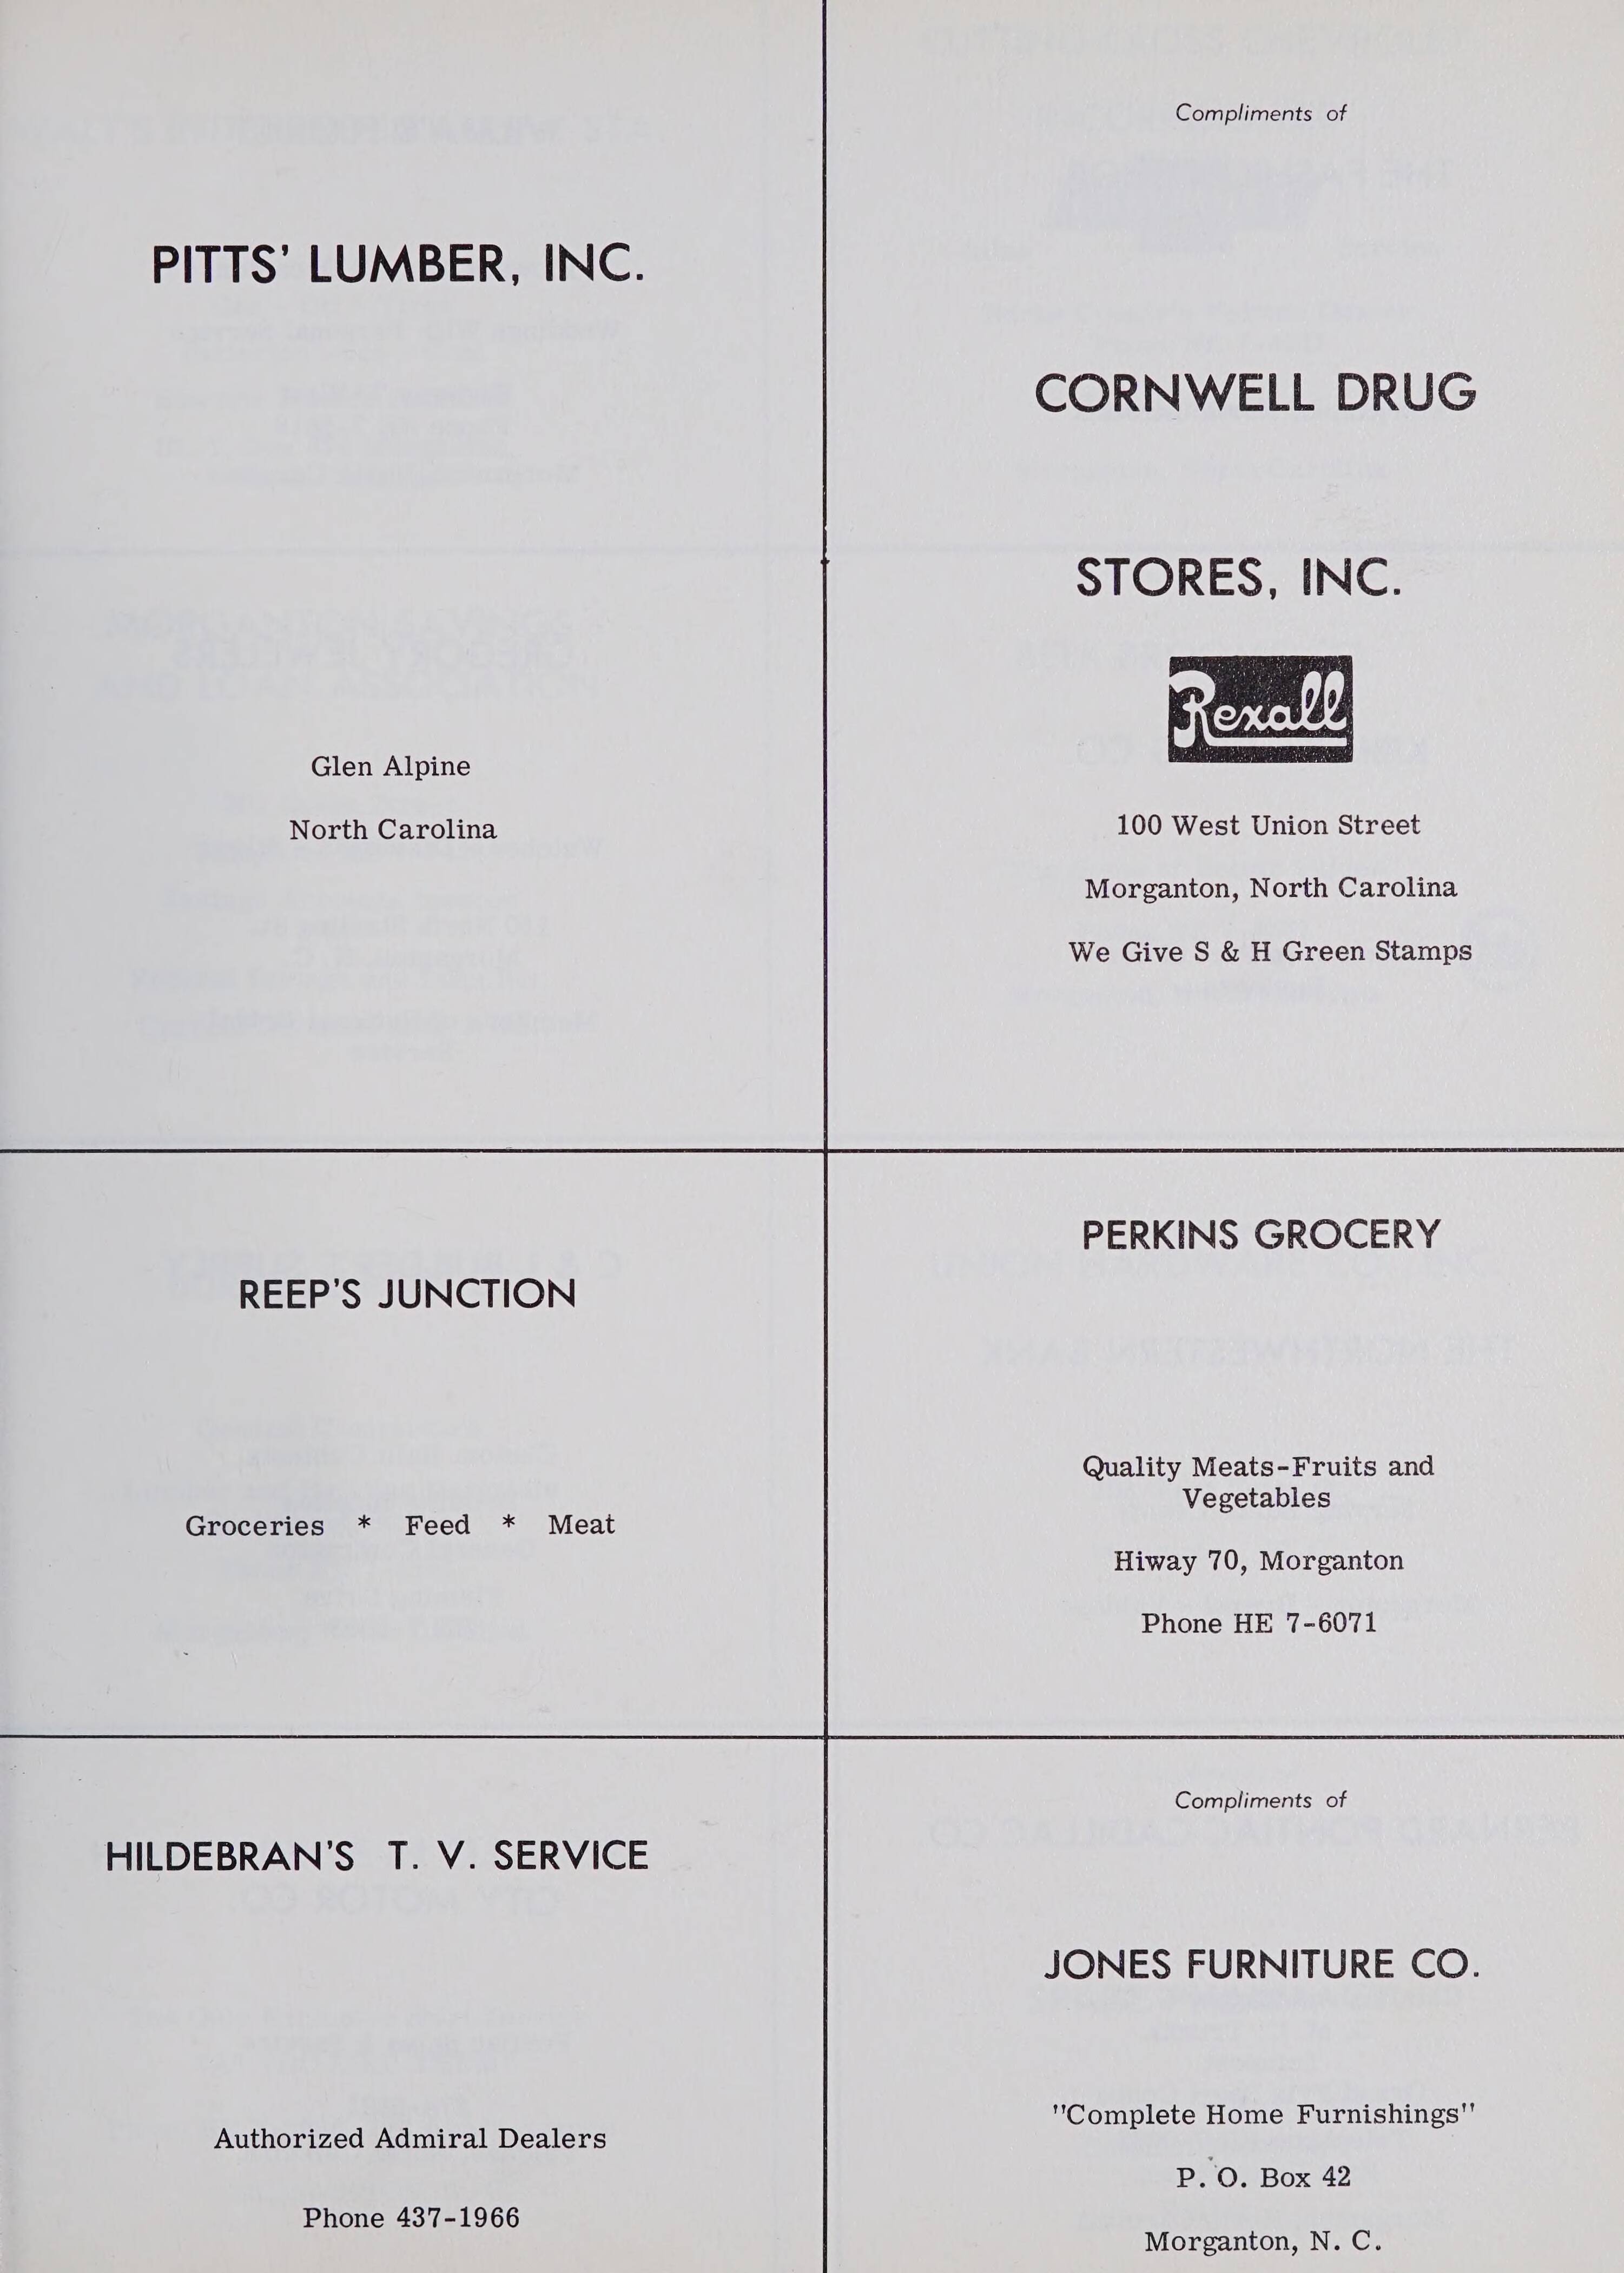 PITTS' LUMBER, INC.
Glen Alpine
North Carolina
Compliments of
CORNWELL DRUG
STORES, INC.
Rexall
100 West Union Street
Morganton, North Carolina
We Give S & H Green Stamps
REEP'S JUNCTION
Groceries * Feed * Meat
PERKINS GROCERY
Quality Meats-Fruits and
Vegetables
Hiway 70, Morganton
Phone HE 7-6071
HILDEBRAN'S T. V. SERVICE
Authorized Admiral Dealers
Phone 437-1966
Compliments of
JONES FURNITURE CO.
"Complete Home Furnishings"
P. O. Box 42
Morganton, N. C.